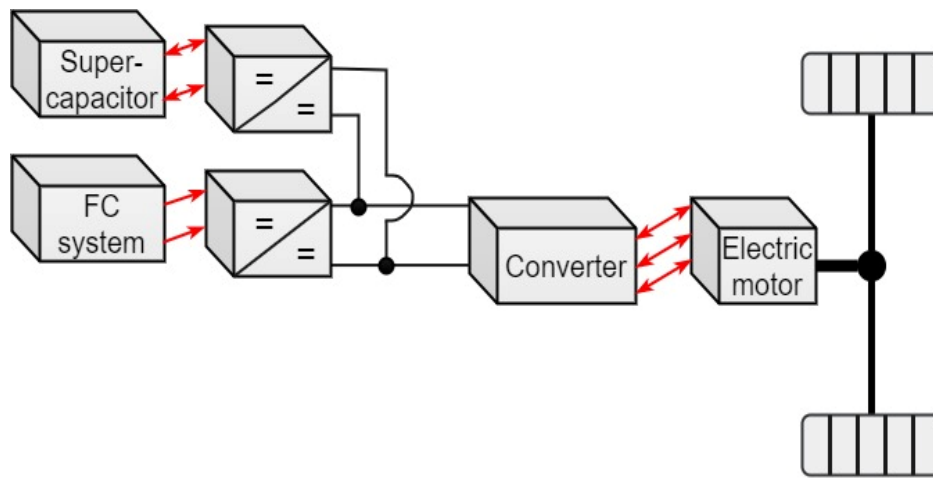 Super-
capacitor
=
=
FC
system
=
=
Converter
Electric
motor